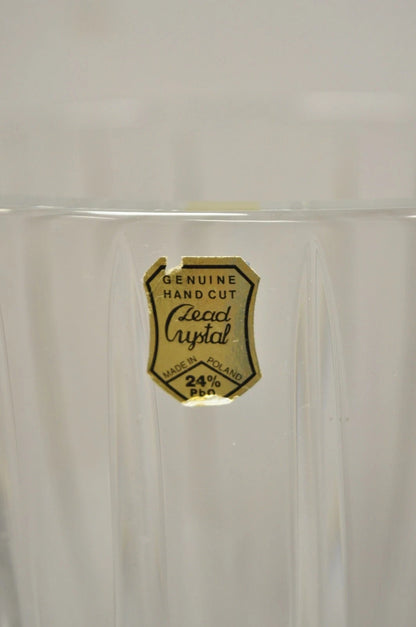 GENUINE
HAND CUT
Lead
Crystal
MADE IN POLAND
24%
PbO